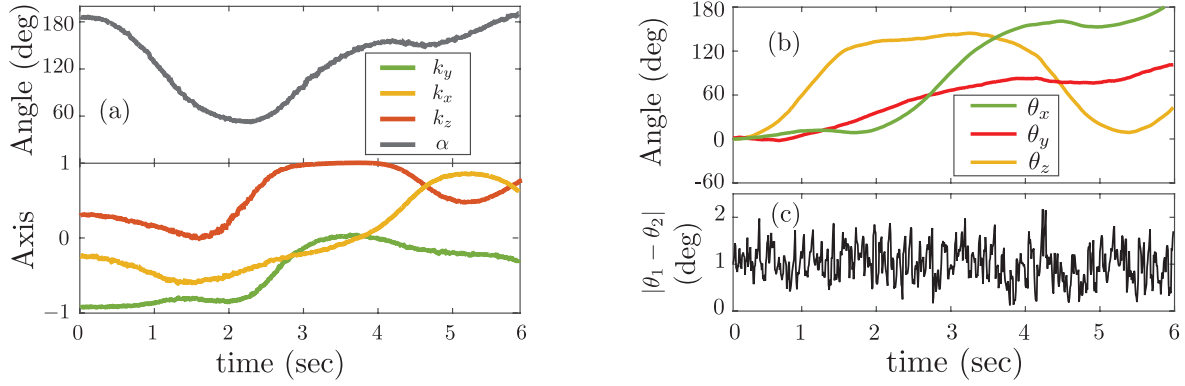 Angle (deg)
180
120
60
(a)
k_y
k_x
k_z
α
Axis
1
0
−1
0 1 2 3 4 5 6
time (sec)
Angle (deg)
180
120
60
0
-60
(b)
θ_x
θ_y
θ_z
|θ_1 − θ_2|
(deg)
2
1
0
(c)
0 1 2 3 4 5 6
time (sec)